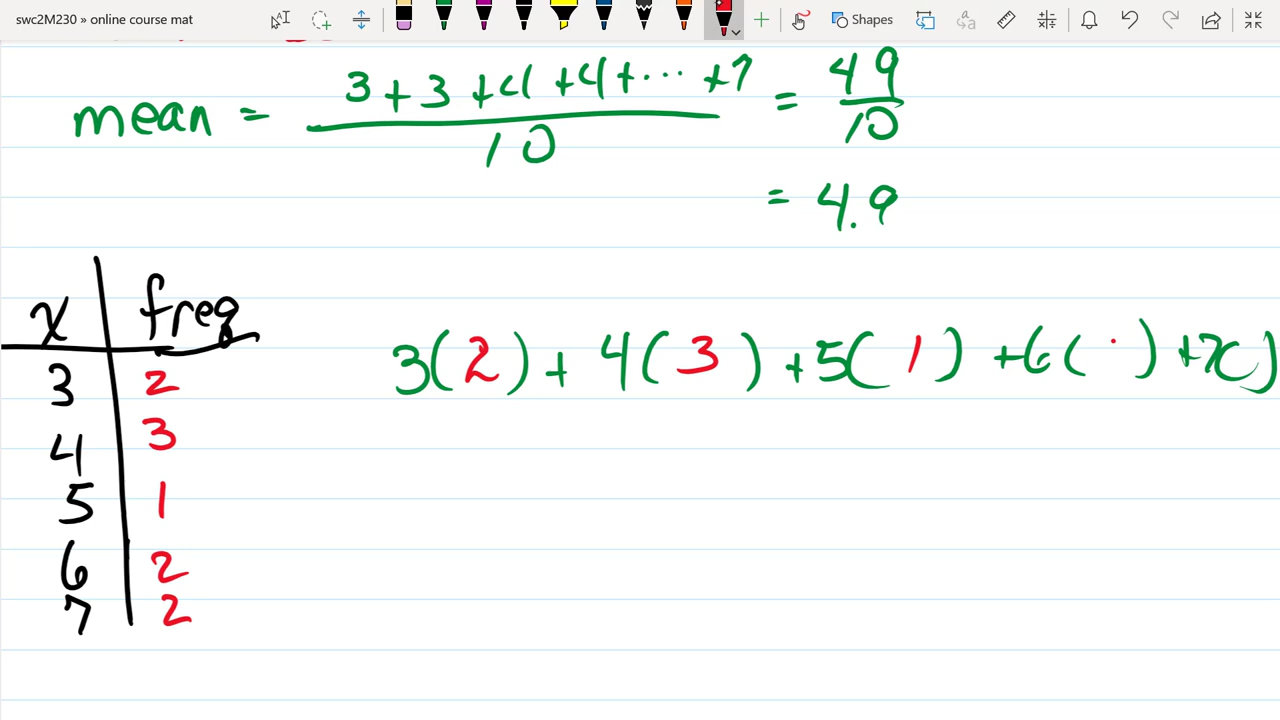 swc2M230 » online course mat
Shapes
mean = 3 + 3 + 4 + 4 + ... + 7 / 10 = 49 / 10
= 4.9
x freq
3 2
4 3
5 1
6 2
7 2
3( 2 ) + 4( 3 ) + 5( 1 ) + 6( ) + 7( )